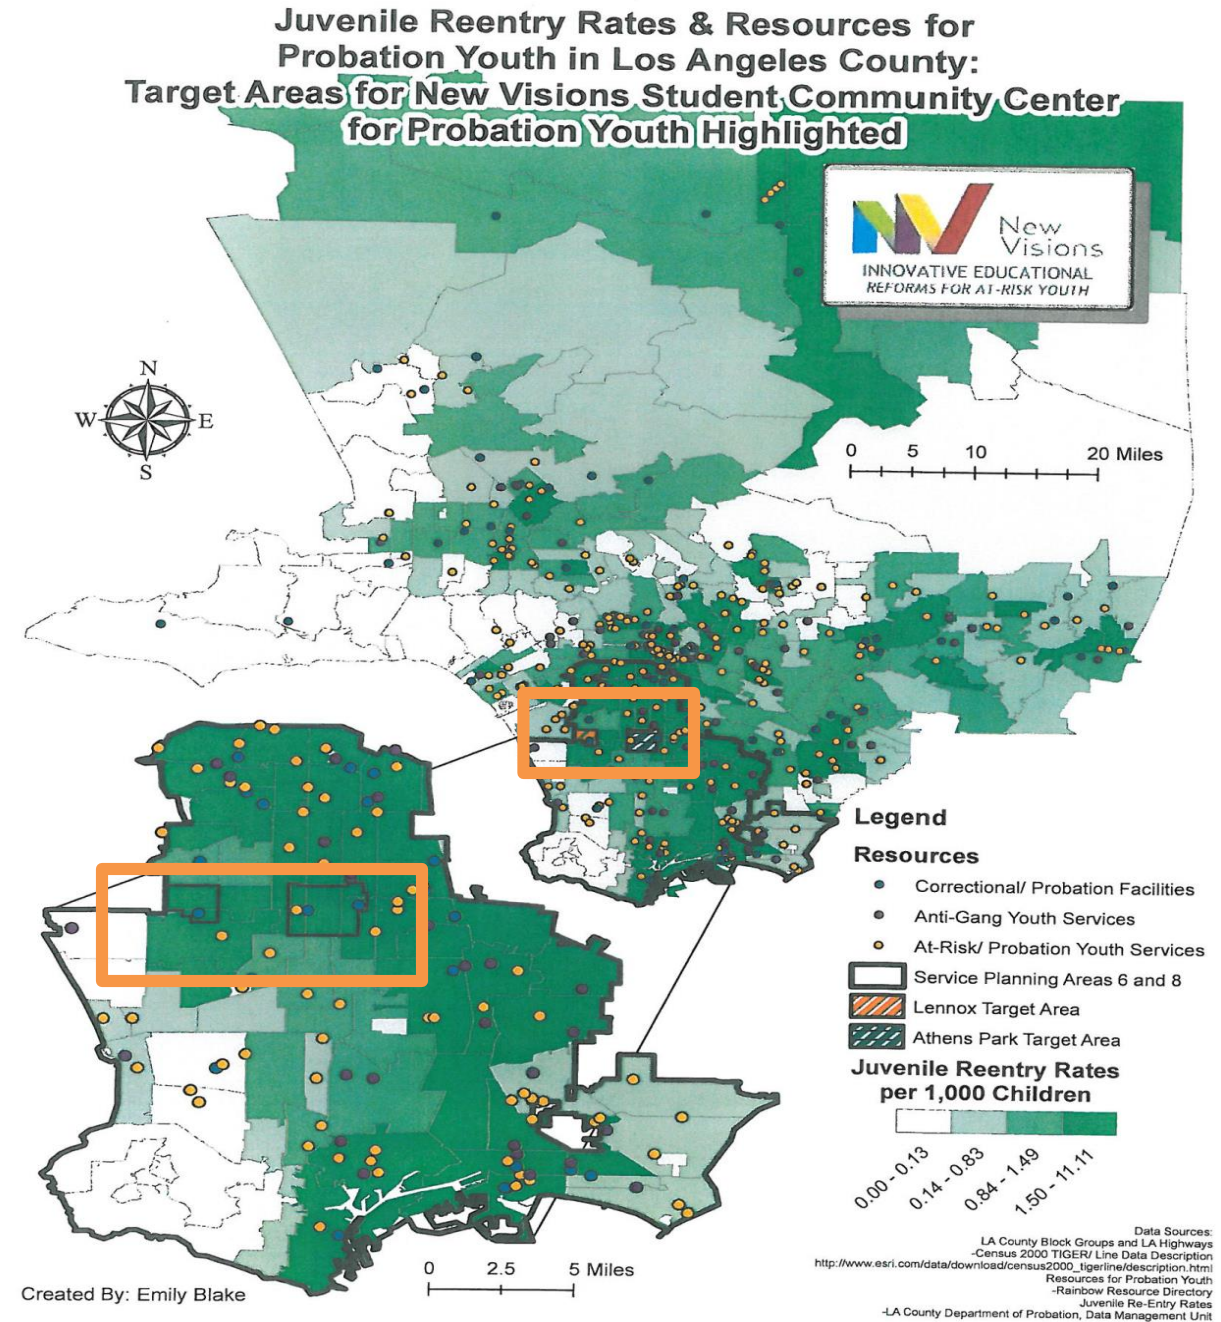 Juvenile Reentry Rates & Resources for
Probation Youth in Los Angeles County:
Target Areas for New Visions Student Community Center
for Probation Youth Highlighted
New
Visions
INNOVATIVE EDUCATIONAL
REFORMS FOR AT-RISK YOUTH
N
W
E
S
0 5 10 20 Miles
Legend
Resources
Correctional/ Probation Facilities
Anti-Gang Youth Services
At-Risk/ Probation Youth Services
Service Planning Areas 6 and 8
Lennox Target Area
Athens Park Target Area
Juvenile Reentry Rates
per 1,000 Children
0.00 - 0.13
0.14 - 0.83
0.84 - 1.49
1.50 - 11.11
0 2.5 5 Miles
Created By: Emily Blake
Data Sources:
LA County Block Groups and LA Highways
-Census 2000 TIGER/ Line Data Description
http://www.esri.com/data/download/census2000_tigerline/description.html
Resources for Probation Youth
-Rainbow Resource Directory
Juvenile Re-Entry Rates
-LA County Department of Probation, Data Management Unit